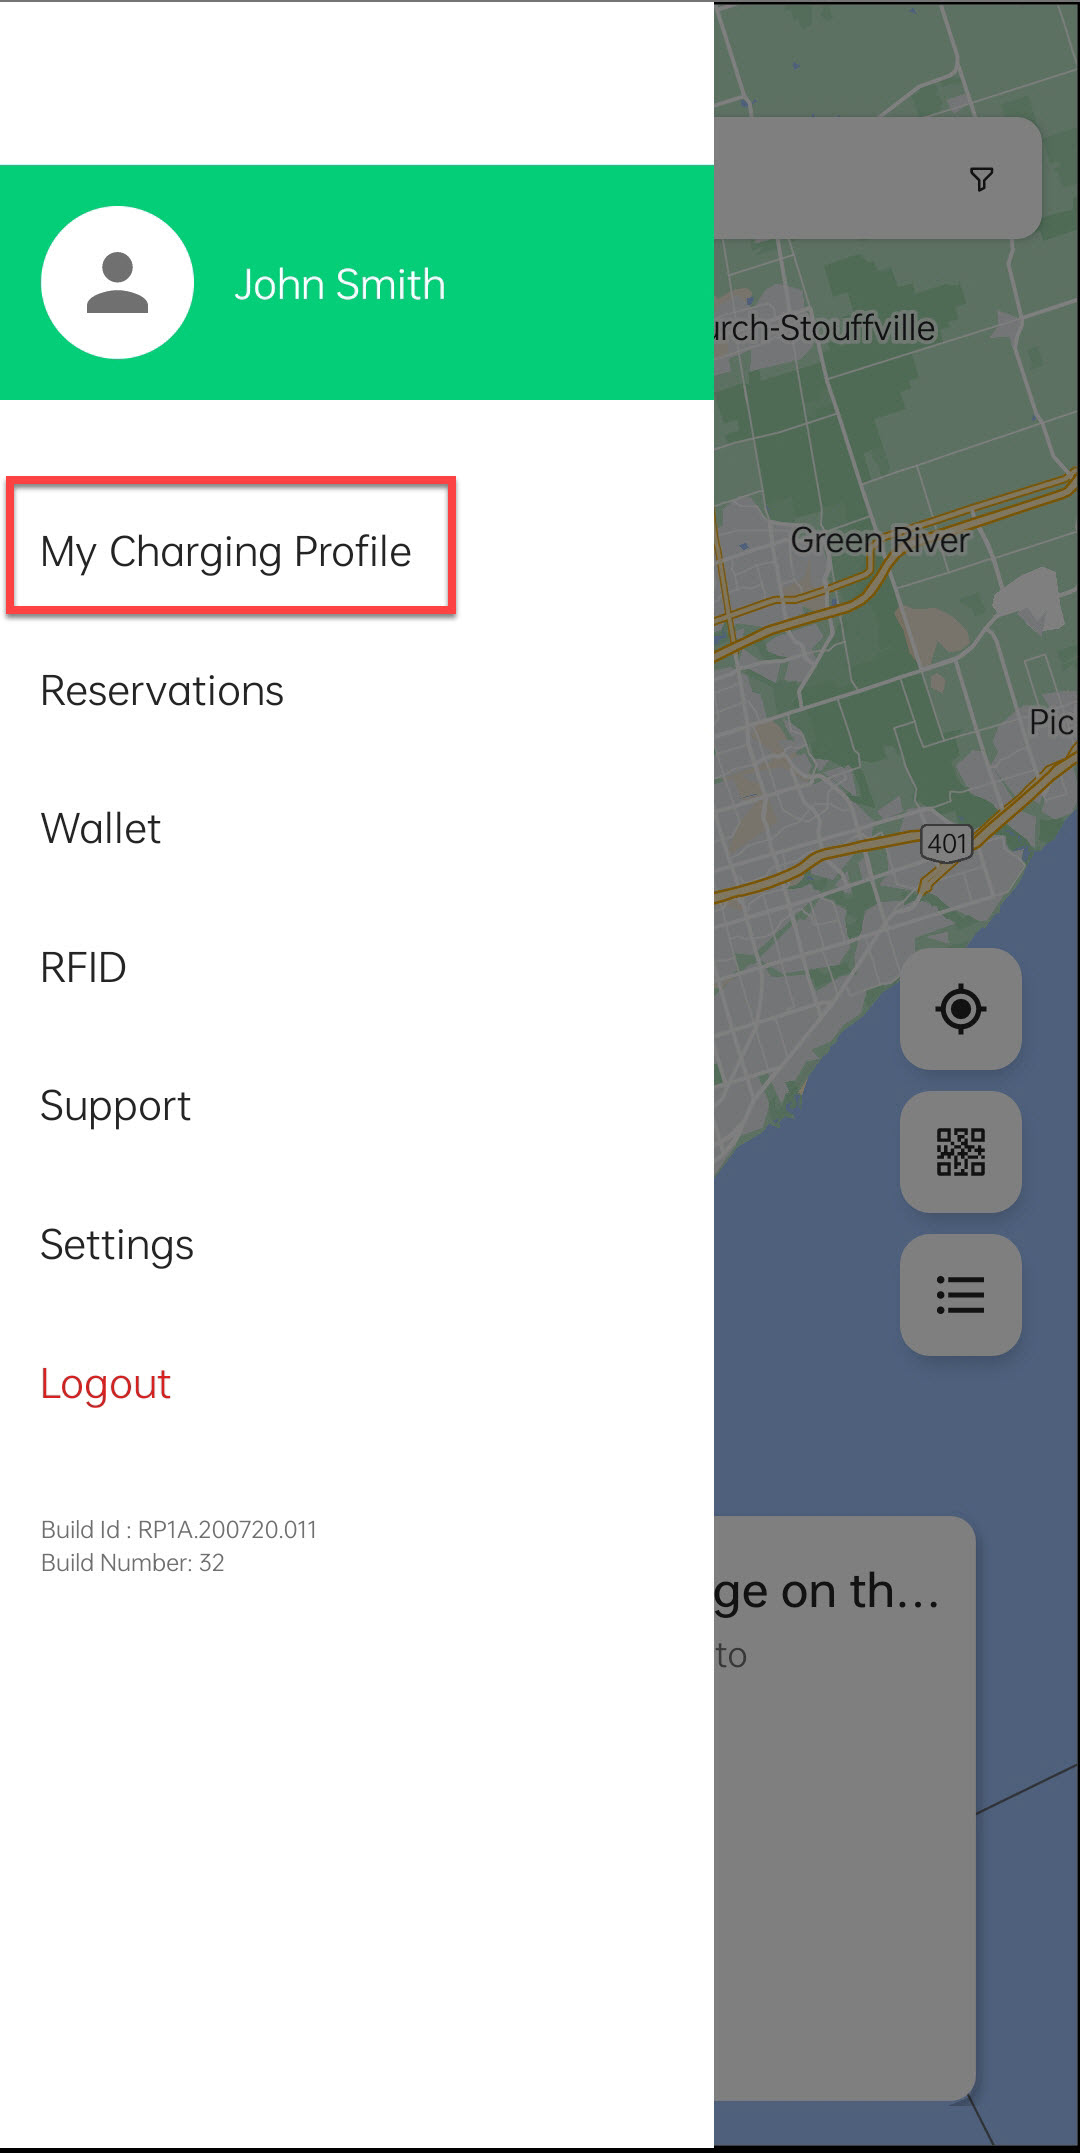 John Smith
My Charging Profile
Reservations
Wallet
RFID
Support
Settings
Logout
Build Id : RP1A.200720.011
Build Number: 32
urch-Stouffville
Green River
Pic
401
ge on th...
to